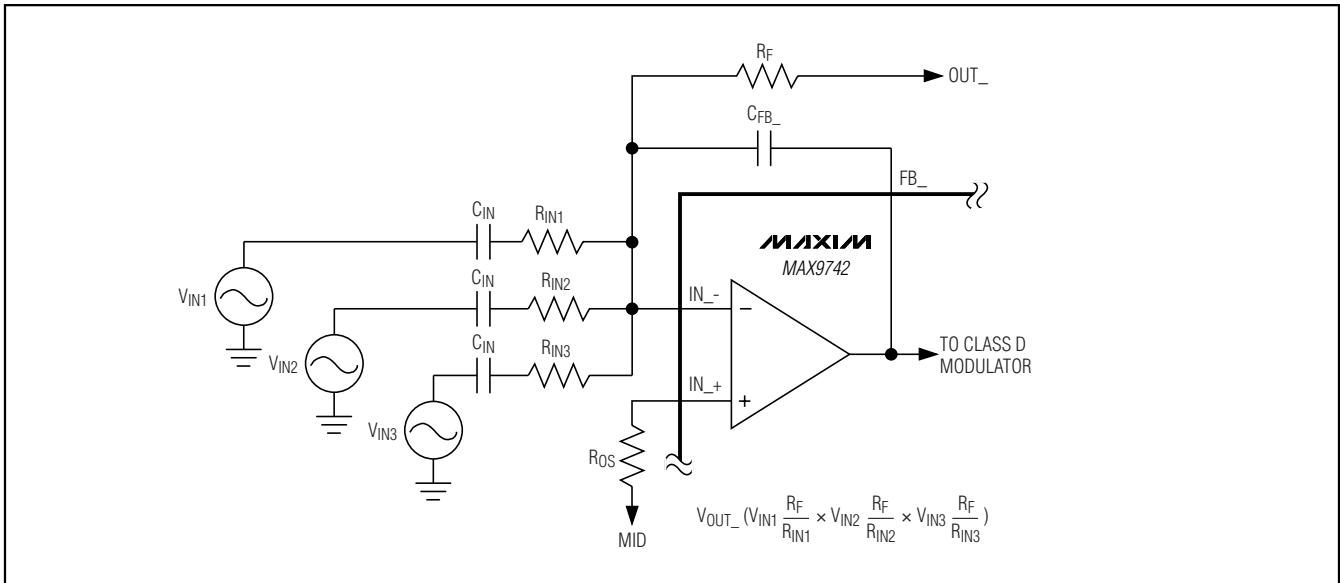 RF
OUT_
CFB_
FB_
CIN
RIN1
MAXIM
MAX9742
VIN1
CIN
RIN2
IN_-
−
VIN2
CIN
RIN3
TO CLASS D
MODULATOR
IN_+
+
VIN3
ROS
MID
VOUT_ (VIN1 RF/RIN1 × VIN2 RF/RIN2 × VIN3 RF/RIN3 )